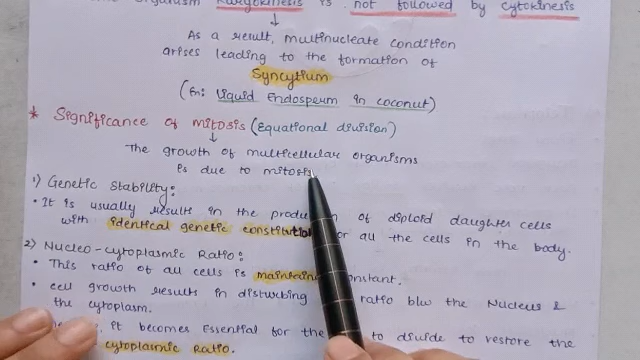 organism Karyokinesis is not followed by cytokinesis
↓
As a result, multinucleate condition
arises leading to the formation of
Syncytium
(En: liquid Endosperm in coconut)
* Significance of mitosis (Equational division)
↓
The growth of multicellular organisms
is due to mitosis
1) Genetic Stability:
• It is usually results in the of diploid daughter cells
with identical genetic for all the cells in the body.
2) Nucleo-cytoplasmic Ratio:
• This ratio of all cells is constant.
• cell growth results in disturbing ratio b/w the Nucleus &
the cytoplasm.
it becomes Essential for the to divide to restore the
cytoplasmic Ratio.